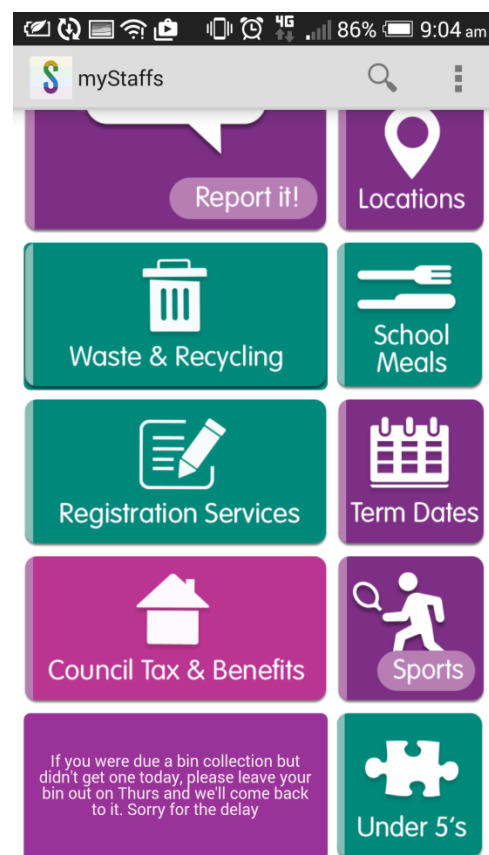 4G 86% 9:04 am
myStaffs
Report it!
Locations
Waste & Recycling
School
Meals
Registration Services
Term Dates
Council Tax & Benefits
Sports
If you were due a bin collection but
didn't get one today, please leave your
bin out on Thurs and we'll come back
to it. Sorry for the delay
Under 5's